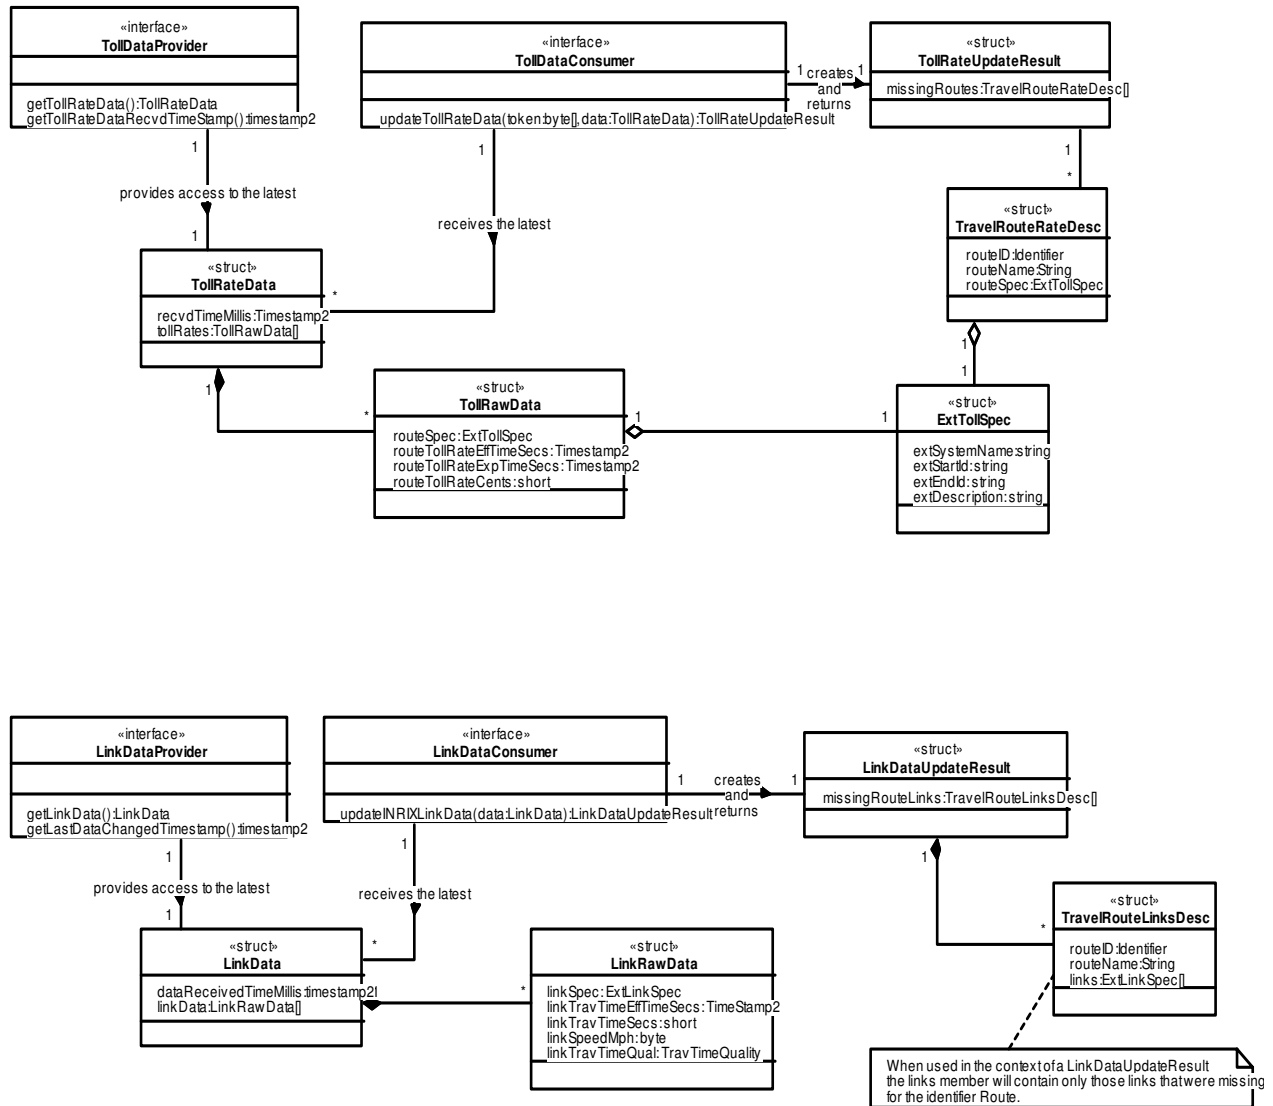 «interface»
TollDataProvider
getTollRateData():TollRateData
getTollRateDataRecvdTimeStamp():timestamp2
«interface»
TollDataConsumer
updateTollRateData(token:byte[],data:TollRateData):TollRateUpdateResult
1 creates 1
and
returns
«struct»
TollRateUpdateResult
missingRoutes:TravelRouteRateDesc[]
1
provides access to the latest
1
1
receives the latest
*
1
*
«struct»
TravelRouteRateDesc
routeID:Identifier
routeName:String
routeSpec:ExtTollSpec
«struct»
TollRateData
recvdTimeMillis:Timestamp2
tollRates:TollRawData[]
1
*
«struct»
TollRawData
routeSpec:ExtTollSpec
routeTollRateEffTimeSecs:Timestamp2
routeTollRateExpTimeSecs:Timestamp2
routeTollRateCents:short
1
1
1
1
«struct»
ExtTollSpec
extSystemName:string
extStartId:string
extEndId:string
extDescription:string
«interface»
LinkDataProvider
getLinkData():LinkData
getLastDataChangedTimestamp():timestamp2
«interface»
LinkDataConsumer
updateINRIXLinkData(data:LinkData):LinkDataUpdateResult
1 creates 1
and
returns
«struct»
LinkDataUpdateResult
missingRouteLinks:TravelRouteLinksDesc[]
1
provides access to the latest
1
1
receives the latest
*
1
*
«struct»
LinkData
dataReceivedTimeMillis:timestamp2
linkData:LinkRawData[]
1
*
«struct»
LinkRawData
linkSpec:ExtLinkSpec
linkTravTimeEffTimeSecs:TimeStamp2
linkTravTimeSecs:short
linkSpeedMph:byte
linkTravTimeQual:TravTimeQuality
«struct»
TravelRouteLinksDesc
routeID:Identifier
routeName:String
links:ExtLinkSpec[]
When used in the context of a LinkDataUpdateResult
the links member will contain only those links that were missing
for the identifier Route.